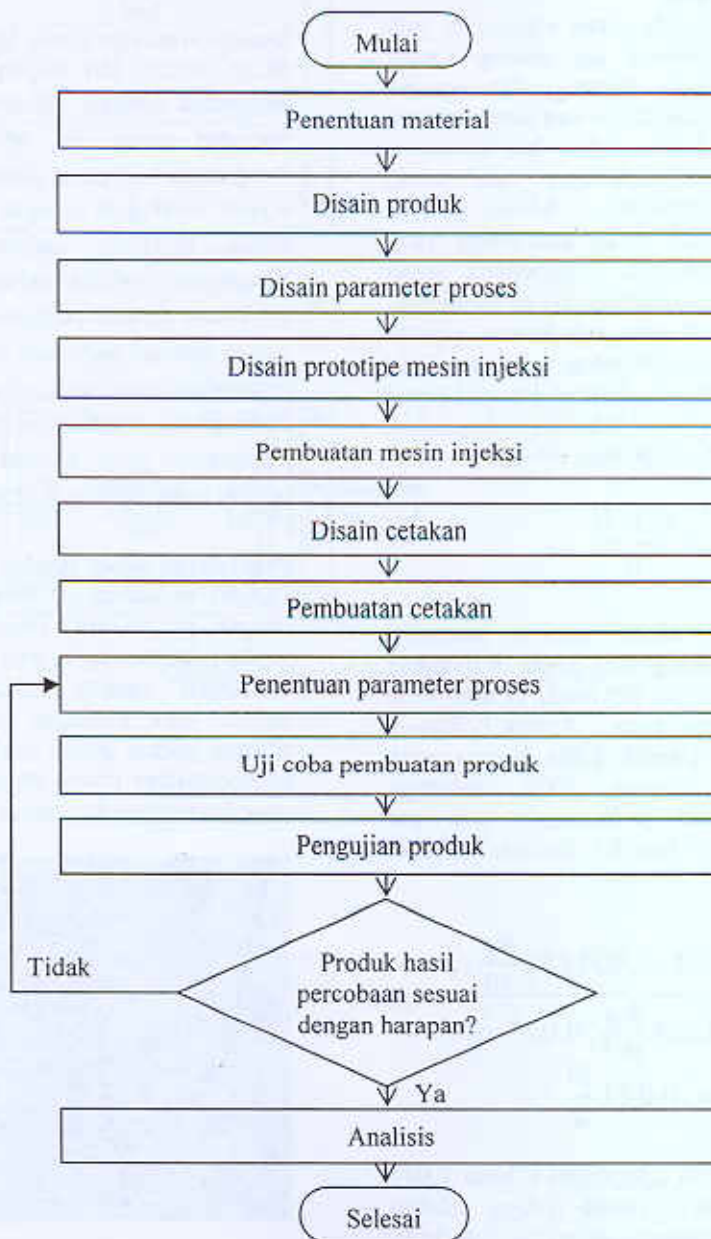 Mulai
Penentuan material
Disain produk
Disain parameter proses
Disain prototipe mesin injeksi
Pembuatan mesin injeksi
Disain cetakan
Pembuatan cetakan
Penentuan parameter proses
Uji coba pembuatan produk
Pengujian produk
Tidak
Produk hasil
percobaan sesuai
dengan harapan?
Ya
Analisis
Selesai